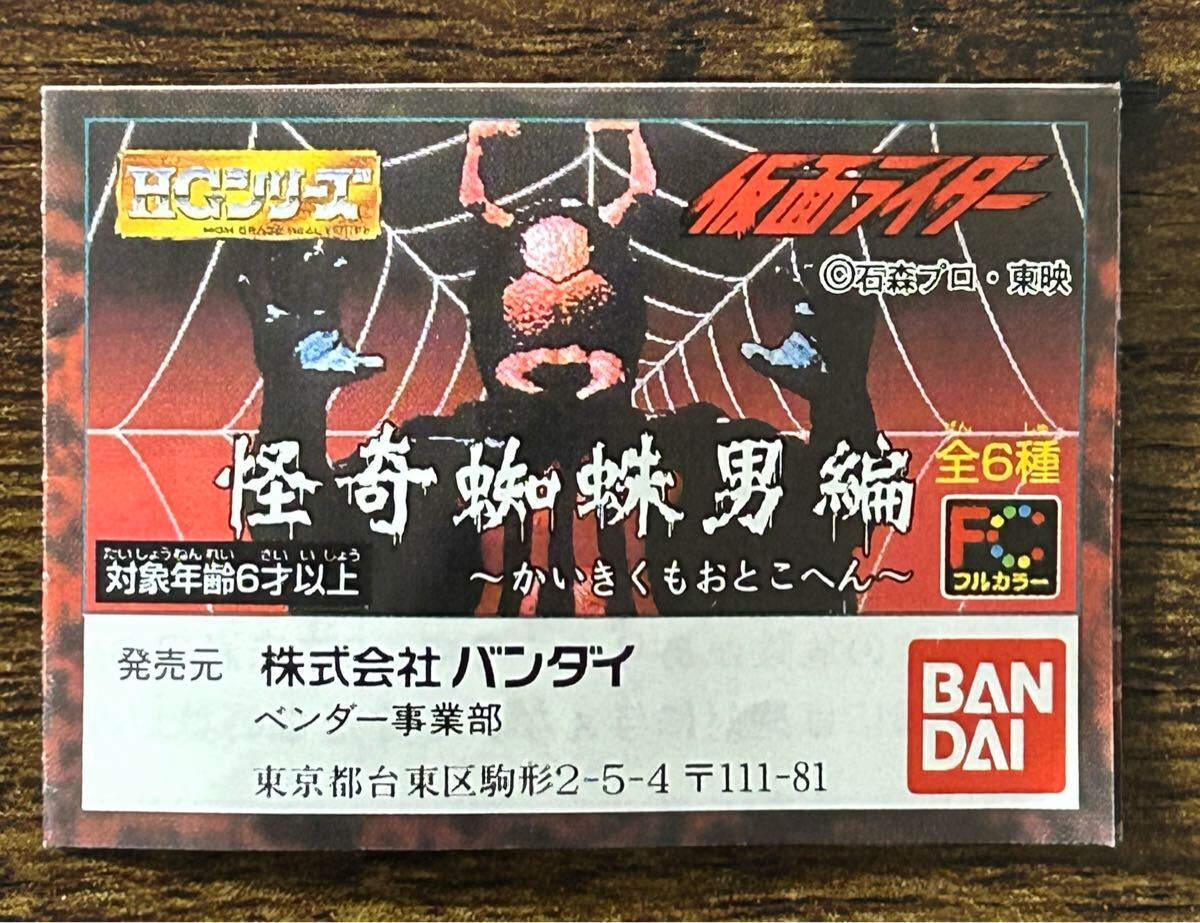 HGシリーズ
仮面ライダー
©石森プロ・東映
怪奇蜘蛛男編
～かいきくもおとこへん～
ぜん しゅ
全6種
FC
フルカラー
たいしょうねんれい さい い じょう
対象年齢6才以上
発売元 株式会社 バンダイ
ベンダー事業部
東京都台東区駒形2-5-4 〒111-81
BAN
DAI